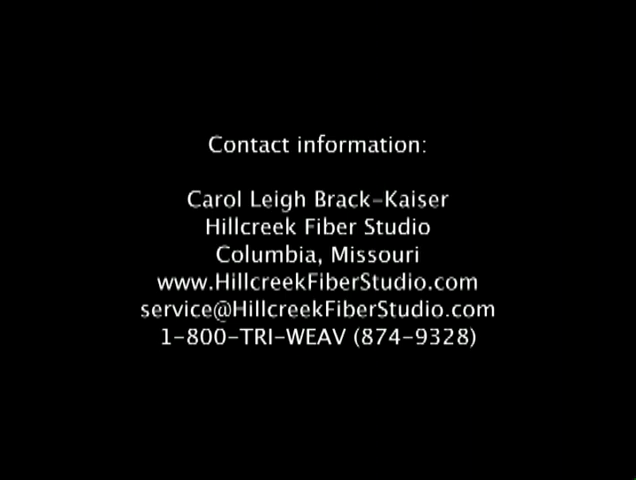 Contact information:
Carol Leigh Brack-Kaiser
Hillcreek Fiber Studio
Columbia, Missouri
www.HillcreekFiberStudio.com
service@HillcreekFiberStudio.com
1-800-TRI-WEAV (874-9328)